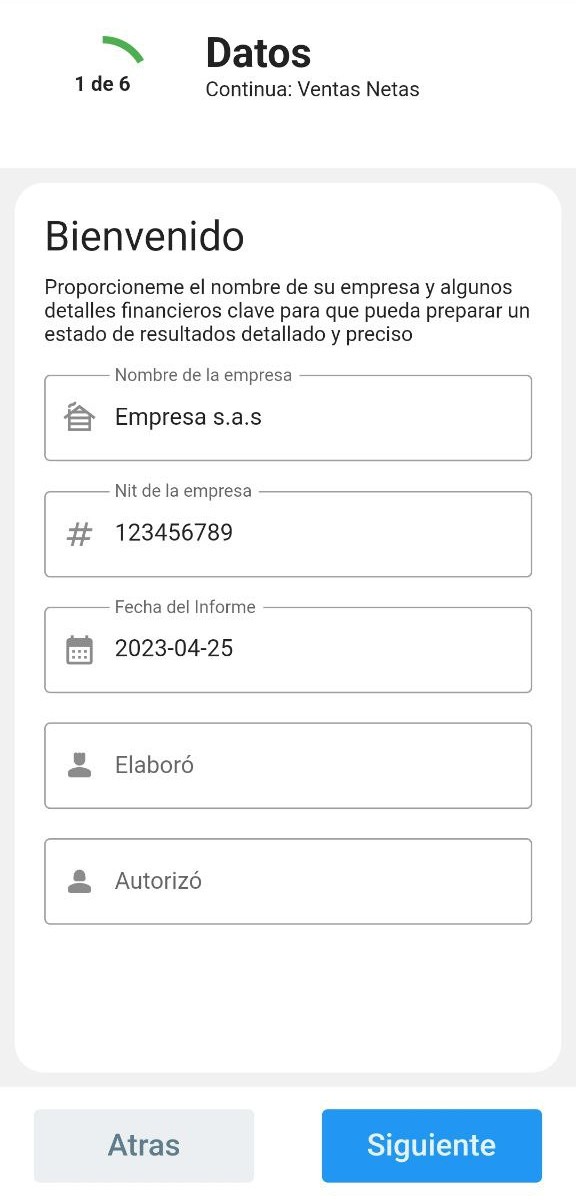 Datos
1 de 6
Continua: Ventas Netas
Bienvenido
Proporcioneme el nombre de su empresa y algunos
detalles financieros clave para que pueda preparar un
estado de resultados detallado y preciso
Nombre de la empresa
Empresa s.a.s
Nit de la empresa
# 123456789
Fecha del Informe
2023-04-25
Elaboró
Autorizó
Atras
Siguiente